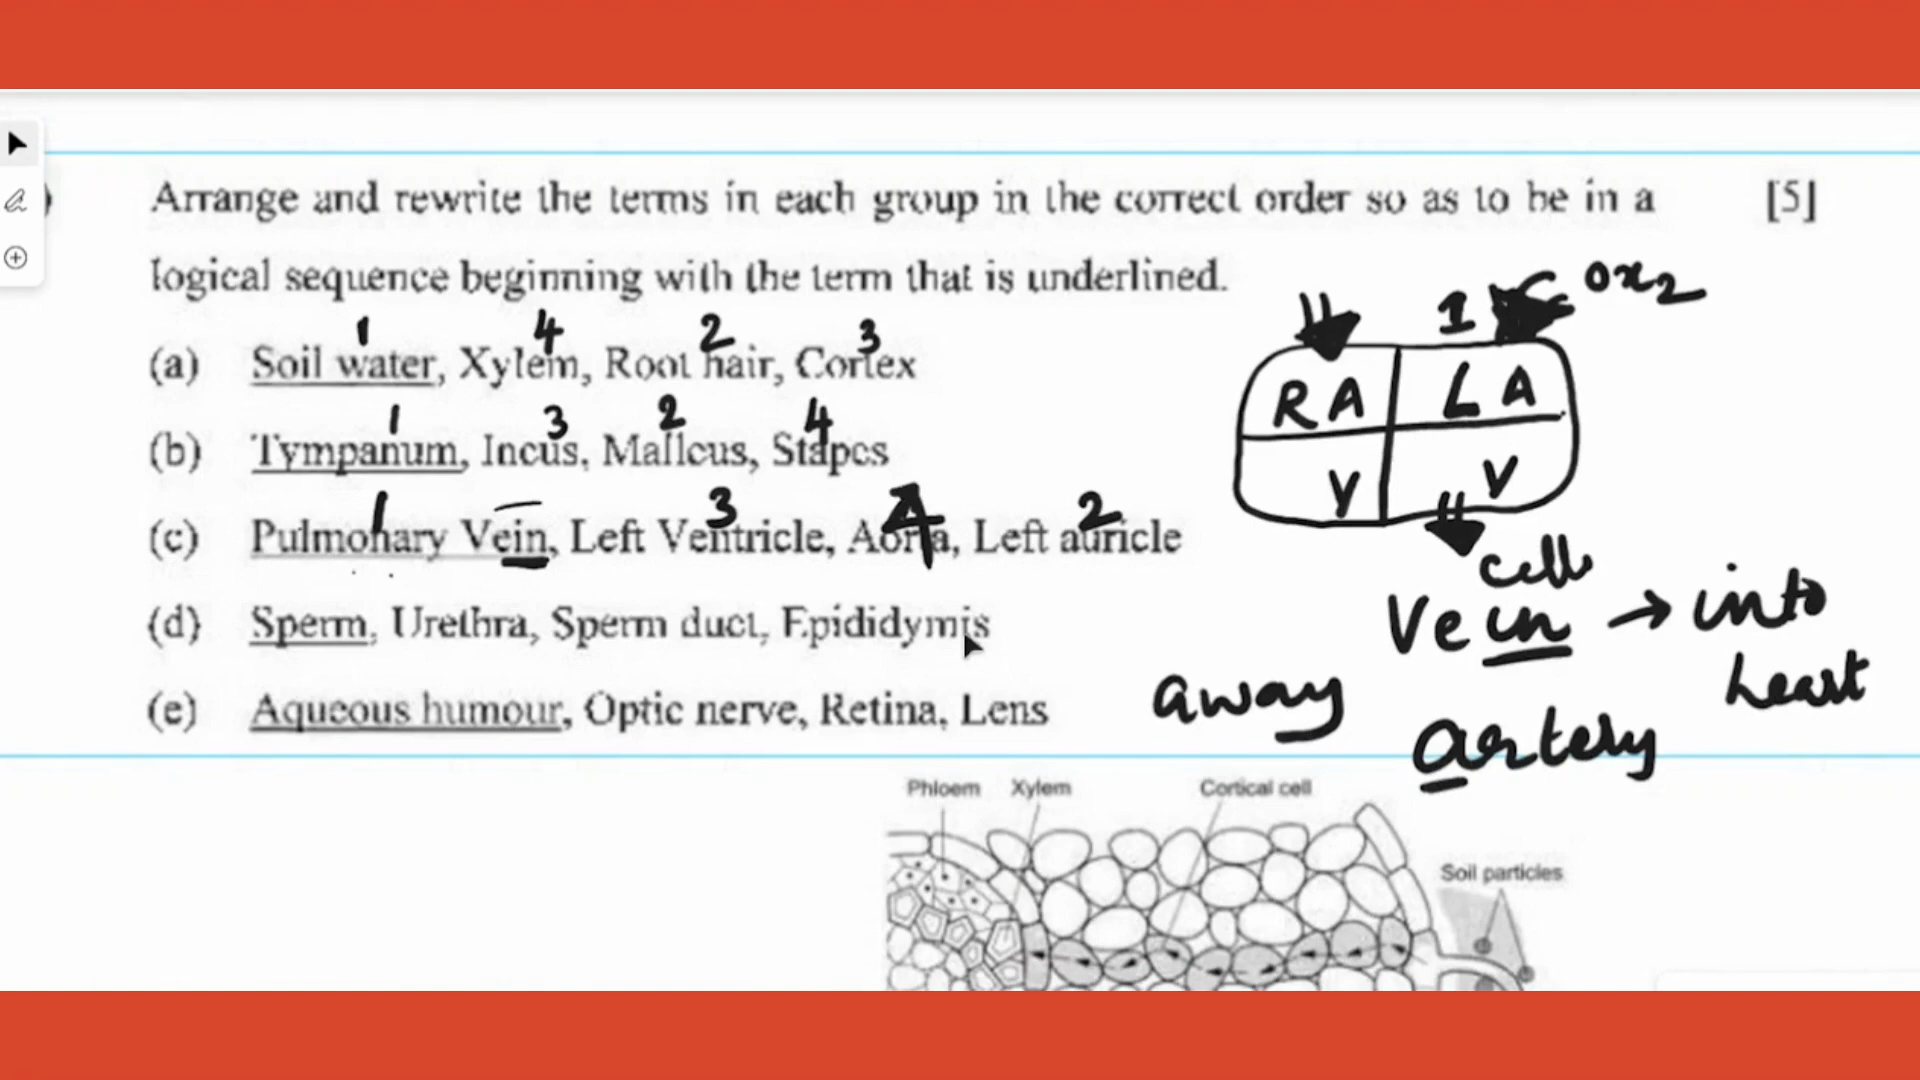 Arrange and rewrite the terms in each group in the correct order so as to be in a [5]
logical sequence beginning with the term that is underlined.
1 4 2 3
(a) Soil water, Xylem, Root hair, Cortex
1 3 2 4
(b) Tympanum, Incus, Malleus, Stapes
1 3 4 2
(c) Pulmonary Vein, Left Ventricle, Aorta, Left auricle
(d) Sperm, Urethra, Sperm duct, Epididymis
(e) Aqueous humour, Optic nerve, Retina, Lens
1 Ox2
RA LA
V V
cells
Vein → into
heart
away
artery
Phloem Xylem Cortical cell
Soil particles